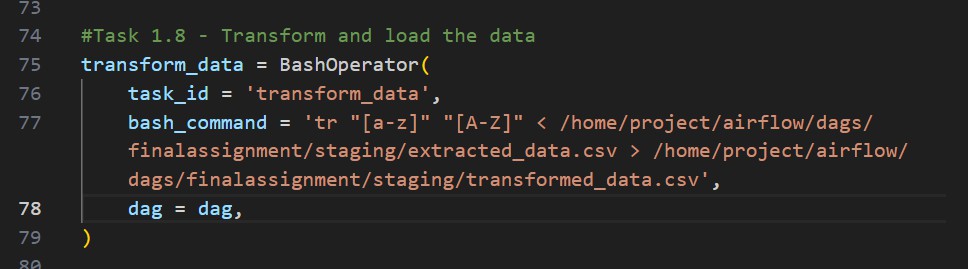 73
74 #Task 1.8 - Transform and load the data
75 transform_data = BashOperator(
76 task_id = 'transform_data',
77 bash_command = 'tr "[a-z]" "[A-Z]" < /home/project/airflow/dags/
finalassignment/staging/extracted_data.csv > /home/project/airflow/
dags/finalassignment/staging/transformed_data.csv',
78 dag = dag,
79 )
80